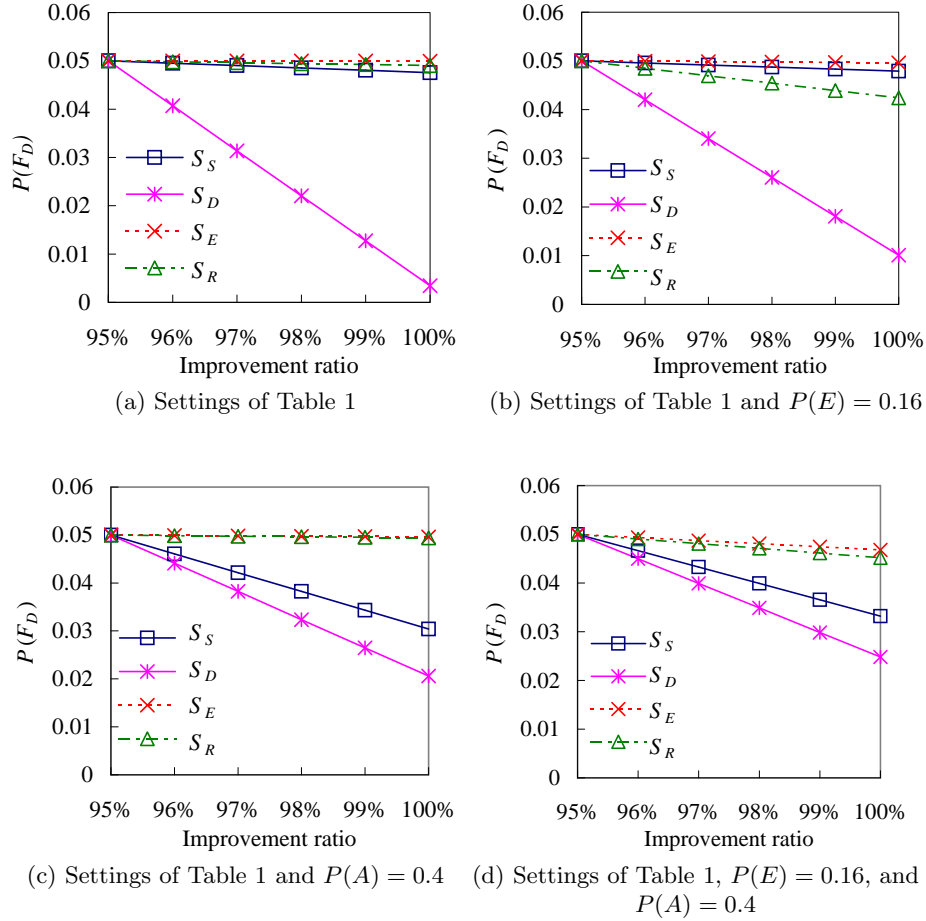 0.06
0.05
0.04
0.03
0.02
0.01
0
P(F_D)
S_S
S_D
S_E
S_R
95% 96% 97% 98% 99% 100%
Improvement ratio
(a) Settings of Table 1
0.06
0.05
0.04
0.03
0.02
0.01
0
P(F_D)
S_S
S_D
S_E
S_R
95% 96% 97% 98% 99% 100%
Improvement ratio
(b) Settings of Table 1 and P(E) = 0.16
0.06
0.05
0.04
0.03
0.02
0.01
0
P(F_D)
S_S
S_D
S_E
S_R
95% 96% 97% 98% 99% 100%
Improvement ratio
(c) Settings of Table 1 and P(A) = 0.4
0.06
0.05
0.04
0.03
0.02
0.01
0
P(F_D)
S_S
S_D
S_E
S_R
95% 96% 97% 98% 99% 100%
Improvement ratio
(d) Settings of Table 1, P(E) = 0.16, and
P(A) = 0.4